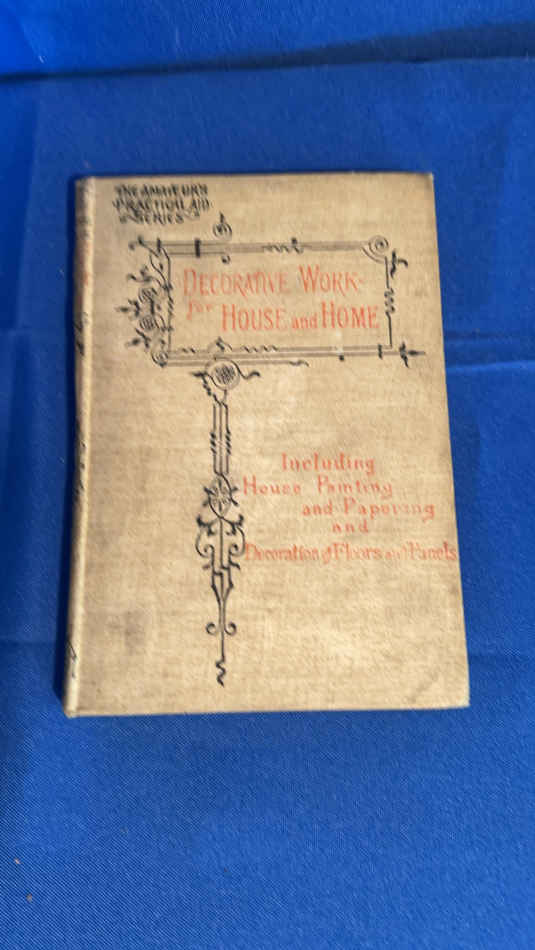 THE AMATEUR'S
PRACTICAL AID
SERIES
DECORATIVE WORK
for HOUSE and HOME
Including
House Painting
and Papering
and
Decoration of Floors and Panels